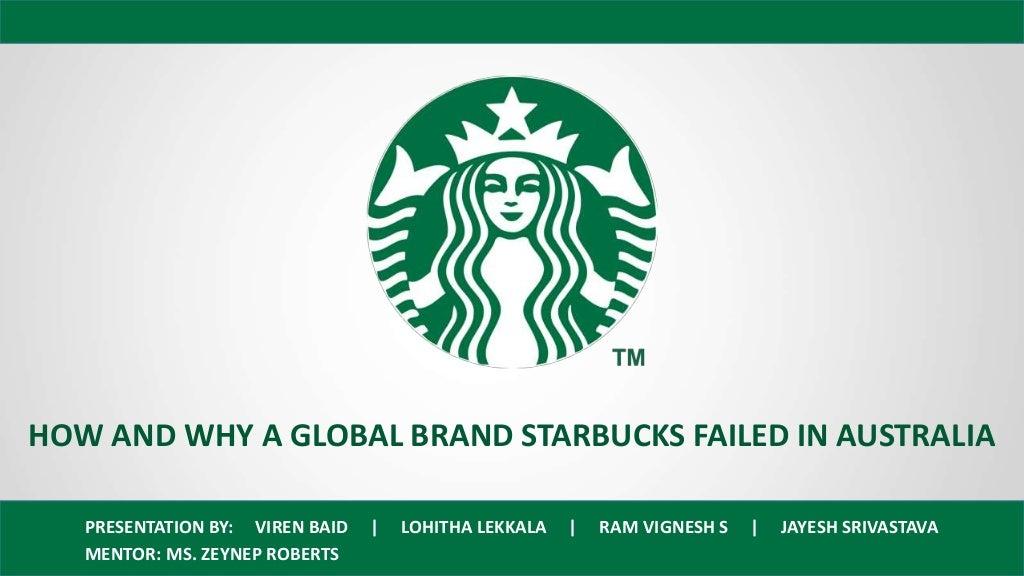 TM
HOW AND WHY A GLOBAL BRAND STARBUCKS FAILED IN AUSTRALIA
PRESENTATION BY: VIREN BAID | LOHITHA LEKKALA | RAM VIGNESH S | JAYESH SRIVASTAVA
MENTOR: MS. ZEYNEP ROBERTS